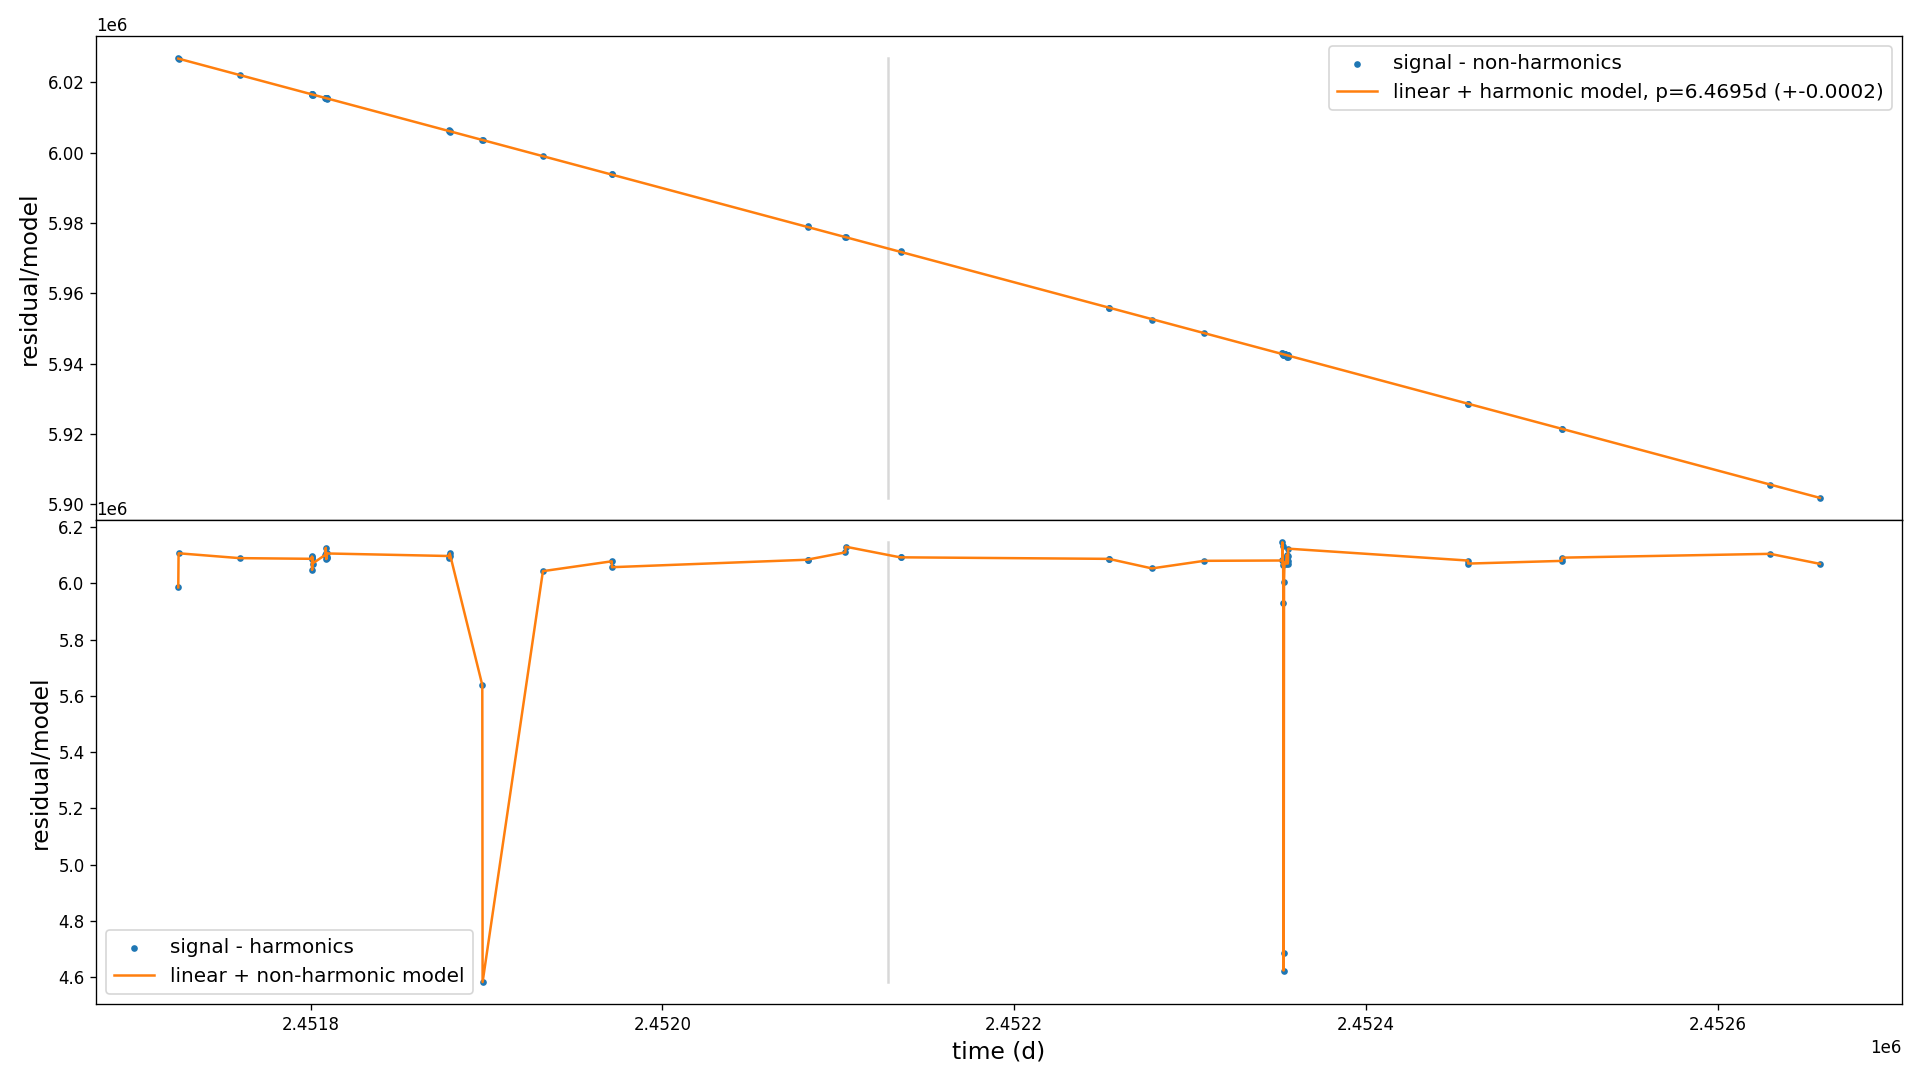 1e6
6.02
6.00
5.98
5.96
5.94
5.92
5.90
residual/model
signal - non-harmonics
linear + harmonic model, p=6.4695d (+-0.0002)
1e6
6.2
6.0
5.8
5.6
5.4
5.2
5.0
4.8
4.6
residual/model
signal - harmonics
linear + non-harmonic model
2.4518
2.4520
2.4522
2.4524
2.4526
time (d)
1e6